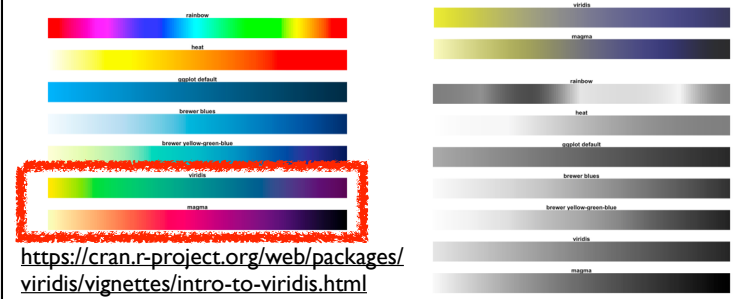 rainbow
heat
ggplot default
brewer blues
brewer yellow-green-blue
viridis
magma
https://cran.r-project.org/web/packages/
viridis/vignettes/intro-to-viridis.html
viridis
magma
rainbow
heat
ggplot default
brewer blues
brewer yellow-green-blue
viridis
magma